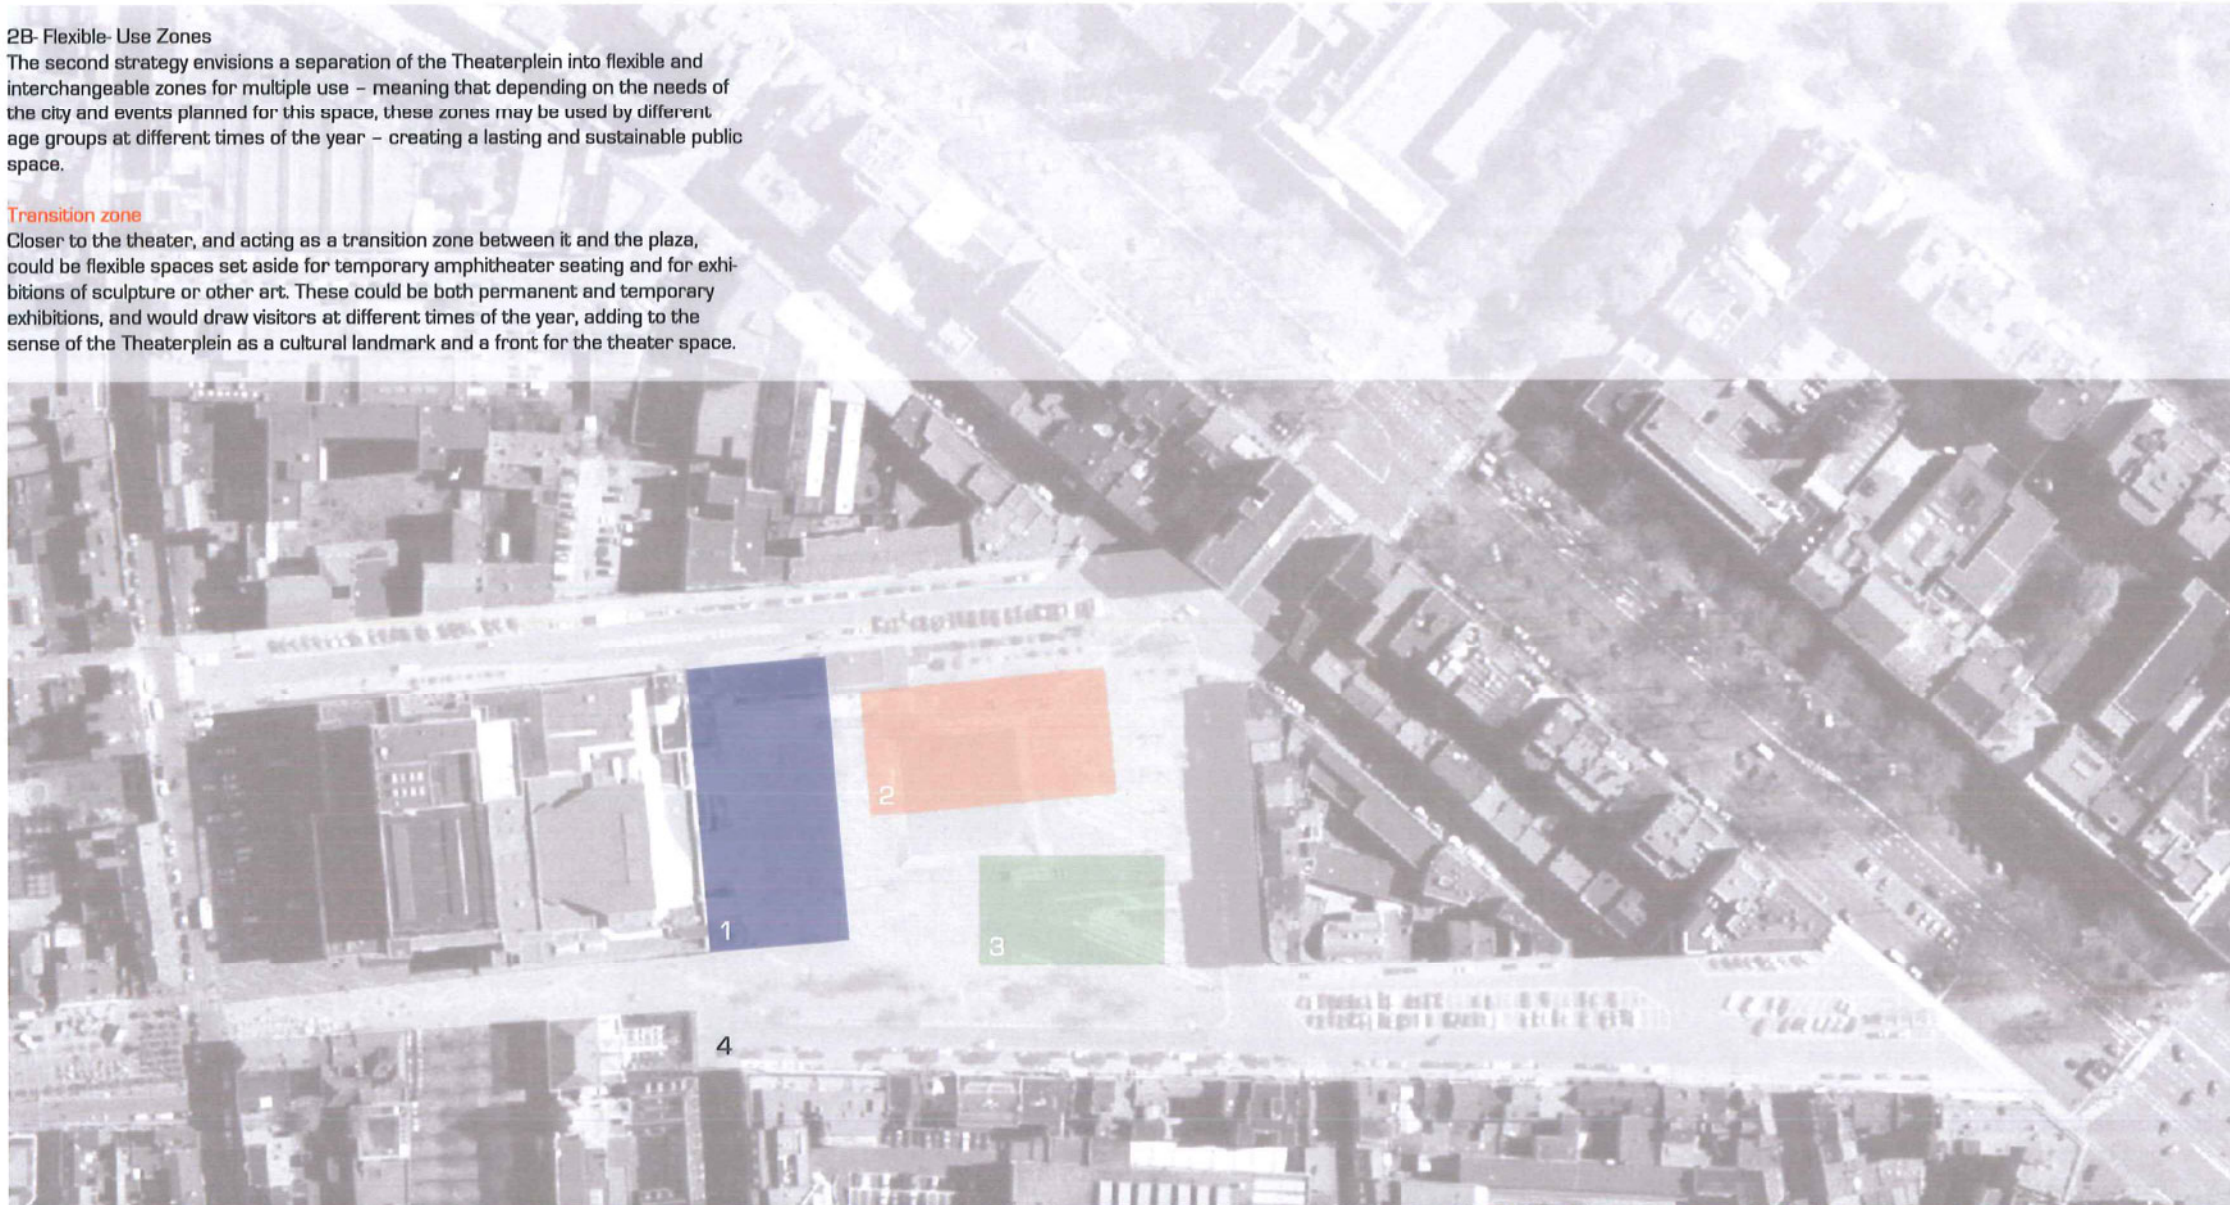 2B- Flexible- Use Zones
The second strategy envisions a separation of the Theaterplein into flexible and
interchangeable zones for multiple use – meaning that depending on the needs of
the city and events planned for this space, these zones may be used by different
age groups at different times of the year – creating a lasting and sustainable public
space.
Transition zone
Closer to the theater, and acting as a transition zone between it and the plaza,
could be flexible spaces set aside for temporary amphitheater seating and for exhi-
bitions of sculpture or other art. These could be both permanent and temporary
exhibitions, and would draw visitors at different times of the year, adding to the
sense of the Theaterplein as a cultural landmark and a front for the theater space.
2
1
3
4